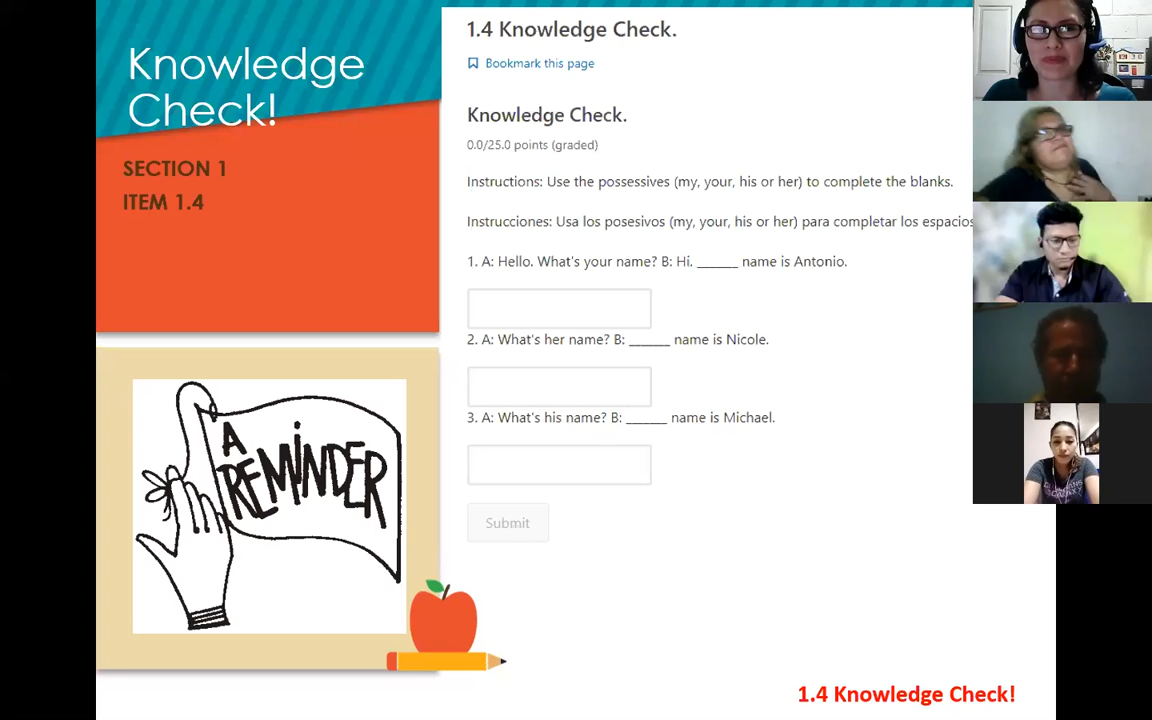 Knowledge
Check!
SECTION 1
ITEM 1.4
A
REMINDER
1.4 Knowledge Check.
Bookmark this page
Knowledge Check.
0.0/25.0 points (graded)
Instructions: Use the possessives (my, your, his or her) to complete the blanks.
Instrucciones: Usa los posesivos (my, your, his or her) para completar los espacios
1. A: Hello. What's your name? B: Hi. ______ name is Antonio.
2. A: What's her name? B: ______ name is Nicole.
3. A: What's his name? B: ______ name is Michael.
Submit
1.4 Knowledge Check!